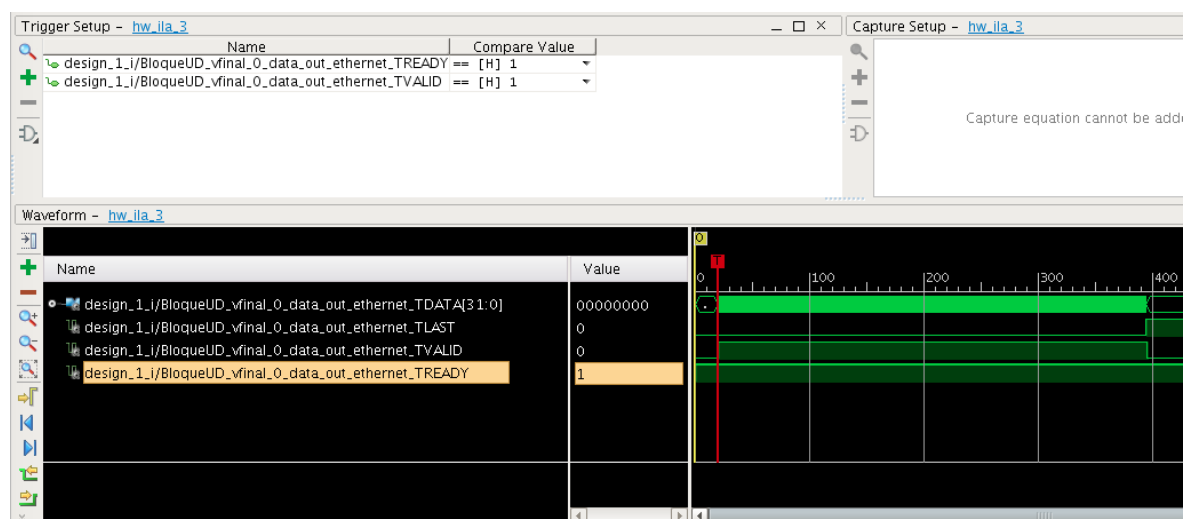 Trigger Setup - hw_ila_3
Name Compare Value
design_1_i/BloqueUD_vfinal_0_data_out_ethernet_TREADY == [H] 1
design_1_i/BloqueUD_vfinal_0_data_out_ethernet_TVALID == [H] 1
Capture Setup - hw_ila_3
Capture equation cannot be adde
Waveform - hw_ila_3
0
T
Name Value
0 100 200 300 400
design_1_i/BloqueUD_vfinal_0_data_out_ethernet_TDATA[31:0] 00000000
design_1_i/BloqueUD_vfinal_0_data_out_ethernet_TLAST 0
design_1_i/BloqueUD_vfinal_0_data_out_ethernet_TVALID 0
design_1_i/BloqueUD_vfinal_0_data_out_ethernet_TREADY 1